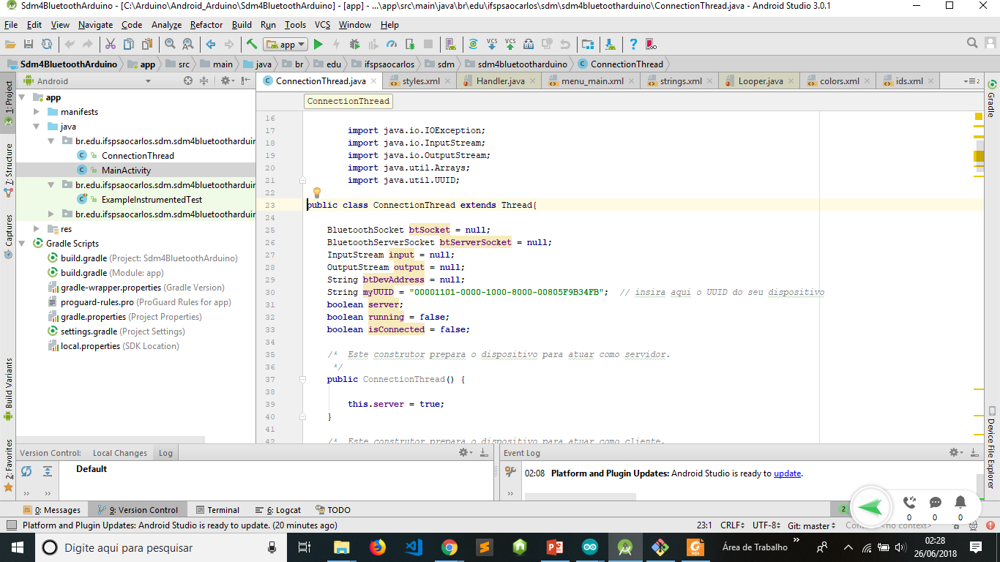 Sdm4BluetoothArduino - [C:\Arduino\Android_Arduino\Sdm4BluetoothArduino] - [app] - ...\app\src\main\java\br\edu\ifspsaocarlos\sdm\sdm4bluetootharduino\ConnectionThread.java - Android Studio 3.0.1
File Edit View Navigate Code Analyze Refactor Build Run Tools VCS Window Help
app VCS VCS
Sdm4BluetoothArduino app src main java br edu ifspsaocarlos sdm sdm4bluetootharduino ConnectionThread
1: Project
7: Structure
Captures
Build Variants
2: Favorites
Android
app
manifests
java
br.edu.ifspsaocarlos.sdm.sdm4bluetootharduin
ConnectionThread
MainActivity
br.edu.ifspsaocarlos.sdm.sdm4bluetootharduin
ExampleInstrumentedTest
br.edu.ifspsaocarlos.sdm.sdm4bluetootharduin
res
Gradle Scripts
build.gradle (Project: Sdm4BluetoothArduino)
build.gradle (Module: app)
gradle-wrapper.properties (Gradle Version)
proguard-rules.pro (ProGuard Rules for app)
gradle.properties (Project Properties)
settings.gradle (Project Settings)
local.properties (SDK Location)
ConnectionThread.java styles.xml Handler.java menu_main.xml strings.xml Looper.java colors.xml ids.xml 2
ConnectionThread
16
17 import java.io.IOException;
18 import java.io.InputStream;
19 import java.io.OutputStream;
20 import java.util.Arrays;
21 import java.util.UUID;
22
23 public class ConnectionThread extends Thread{
24
25 BluetoothSocket btSocket = null;
26 BluetoothServerSocket btServerSocket = null;
27 InputStream input = null;
28 OutputStream output = null;
29 String btDevAddress = null;
30 String myUUID = "00001101-0000-1000-8000-00805F9B34FB"; // insira aqui o UUID do seu dispositivo
31 boolean server;
32 boolean running = false;
33 boolean isConnected = false;
34
35 /* Este construtor prepara o dispositivo para atuar como servidor.
36 */
37 public ConnectionThread() {
38
39 this.server = true;
40 }
41
42 /* Este construtor prepara o dispositivo para atuar como cliente.
Gradle
Device File Explorer
Version Control: Local Changes Log
Default
Event Log
02:08 Platform and Plugin Updates: Android Studio is ready to update.
0: Messages 9: Version Control Terminal 6: Logcat TODO 2
0 0 0
Platform and Plugin Updates: Android Studio is ready to update. (20 minutes ago) 23:1 CRLF UTF-8 Git: master Context: <no context>
Digite aqui para pesquisar Área de Trabalho 02:28
26/06/2018